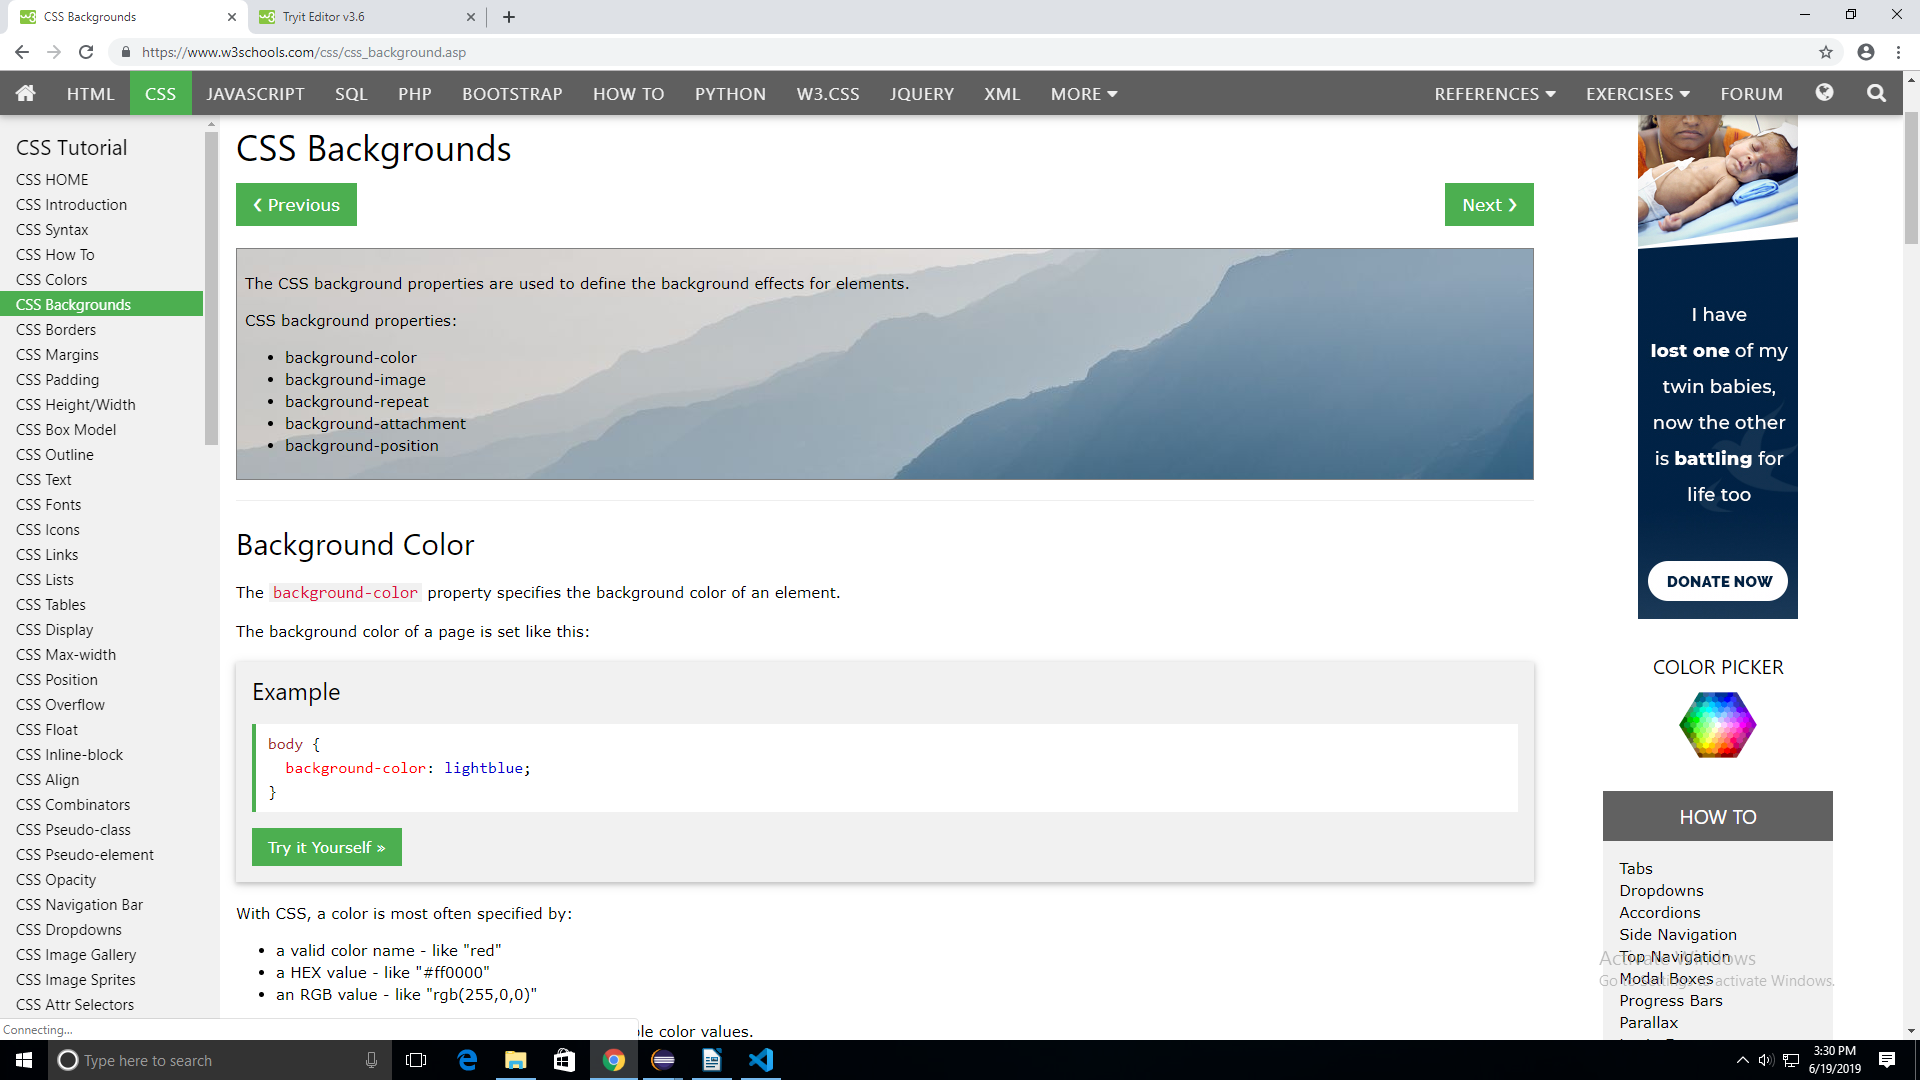 CSS Backgrounds
Tryit Editor v3.6
https://www.w3schools.com/css/css_background.asp
HTML CSS JAVASCRIPT SQL PHP BOOTSTRAP HOW TO PYTHON W3.CSS JQUERY XML MORE REFERENCES EXERCISES FORUM
CSS Tutorial
CSS HOME
CSS Introduction
CSS Syntax
CSS How To
CSS Colors
CSS Backgrounds
CSS Borders
CSS Margins
CSS Padding
CSS Height/Width
CSS Box Model
CSS Outline
CSS Text
CSS Fonts
CSS Icons
CSS Links
CSS Lists
CSS Tables
CSS Display
CSS Max-width
CSS Position
CSS Overflow
CSS Float
CSS Inline-block
CSS Align
CSS Combinators
CSS Pseudo-class
CSS Pseudo-element
CSS Opacity
CSS Navigation Bar
CSS Dropdowns
CSS Image Gallery
CSS Image Sprites
CSS Attr Selectors
CSS Backgrounds
❮ Previous
Next ❯
The CSS background properties are used to define the background effects for elements.
CSS background properties:
• background-color
• background-image
• background-repeat
• background-attachment
• background-position
Background Color
The background-color property specifies the background color of an element.
The background color of a page is set like this:
Example
body {
background-color: lightblue;
}
Try it Yourself »
With CSS, a color is most often specified by:
• a valid color name - like "red"
• a HEX value - like "#ff0000"
• an RGB value - like "rgb(255,0,0)"
color values.
I have
lost one of my
twin babies,
now the other
is battling for
life too
DONATE NOW
COLOR PICKER
HOW TO
Tabs
Dropdowns
Accordions
Side Navigation
Top Navigation
Modal Boxes
Progress Bars
Parallax
Activate Windows
Go to Settings to activate Windows.
Connecting...
Type here to search
3:30 PM
6/19/2019